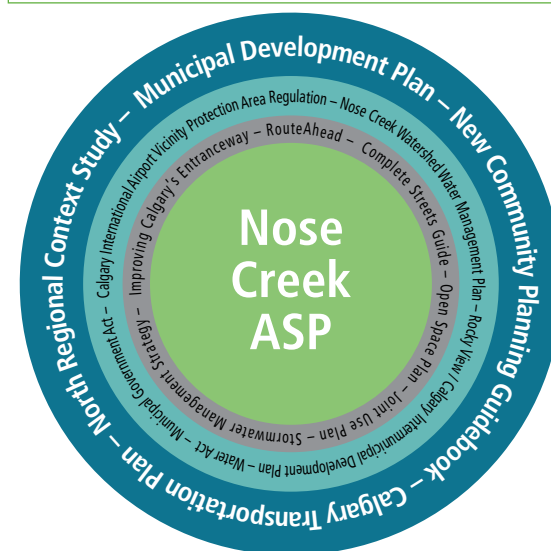 North Regional Context Study – Municipal Development Plan – New Community Planning Guidebook – Calgary Transportation Plan –
Calgary International Airport Vicinity Protection Area Regulation – Nose Creek Watershed Water Management Plan – Rocky View / Calgary Intermunicipal Development Plan – Water Act – Municipal Government Act –
Improving Calgary's Entranceway – RouteAhead – Complete Streets Guide – Open Space Plan – Joint Use Plan – Stormwater Management Strategy –
Nose
Creek
ASP